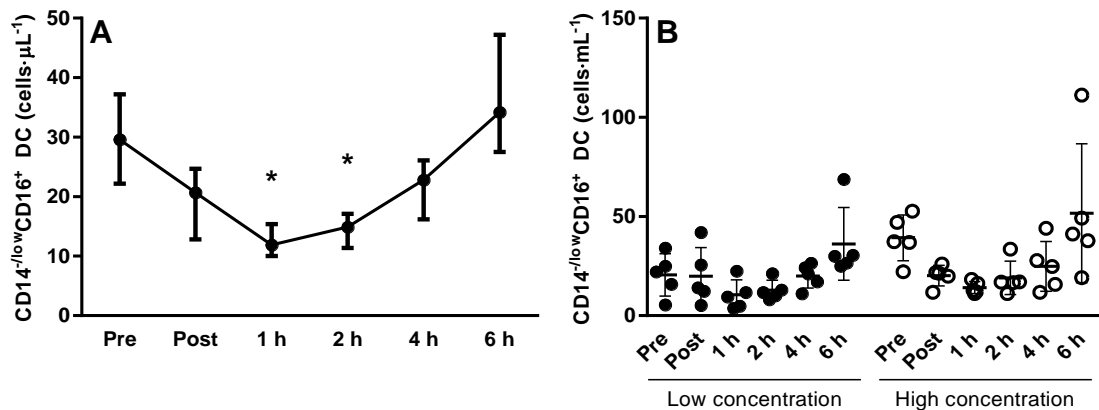 A
CD14⁻/ˡᵒʷCD16⁺ DC (cells·μL⁻¹)
50
40
30
20
10
0
*
*
Pre Post 1 h 2 h 4 h 6 h
B
CD14⁻/ˡᵒʷCD16⁺ DC (cells·mL⁻¹)
150
100
50
0
Pre Post 1 h 2 h 4 h 6 h Pre Post 1 h 2 h 4 h 6 h
Low concentration High concentration